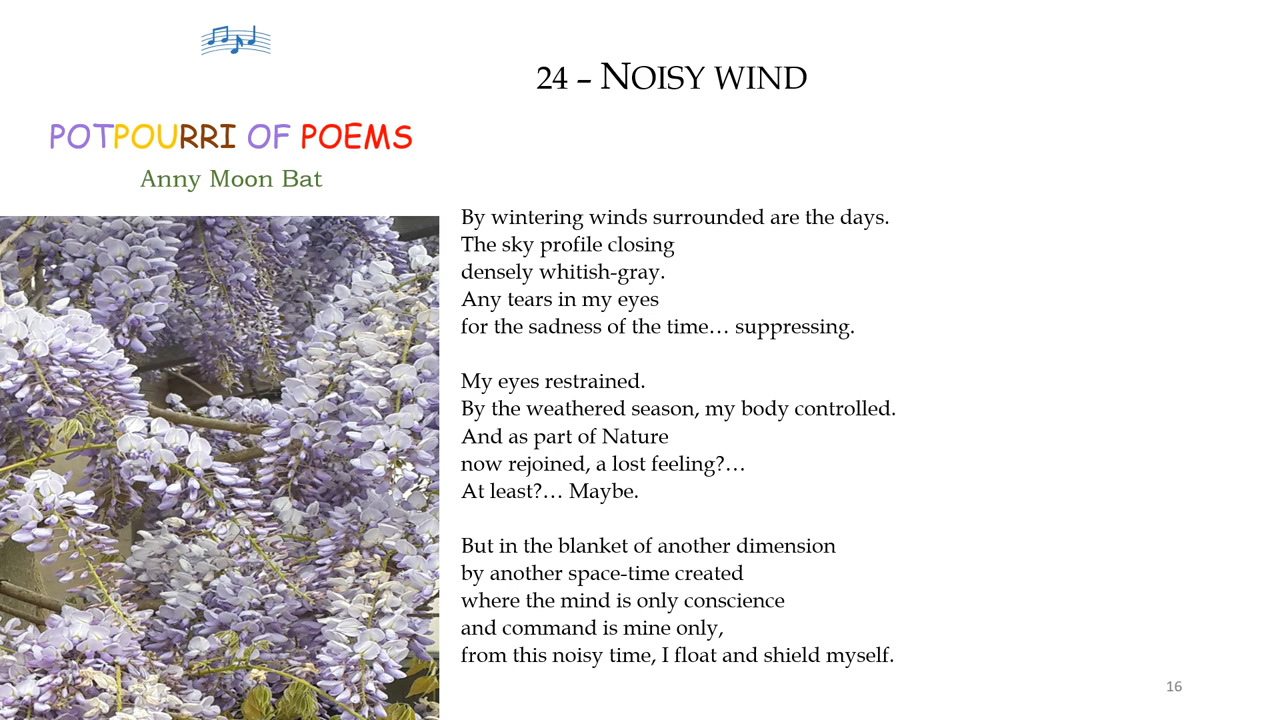 24 – NOISY WIND
POTPOURRI OF POEMS
Anny Moon Bat
By wintering winds surrounded are the days.
The sky profile closing
densely whitish-gray.
Any tears in my eyes
for the sadness of the time… suppressing.
My eyes restrained.
By the weathered season, my body controlled.
And as part of Nature
now rejoined, a lost feeling?…
At least?… Maybe.
But in the blanket of another dimension
by another space-time created
where the mind is only conscience
and command is mine only,
from this noisy time, I float and shield myself.
16